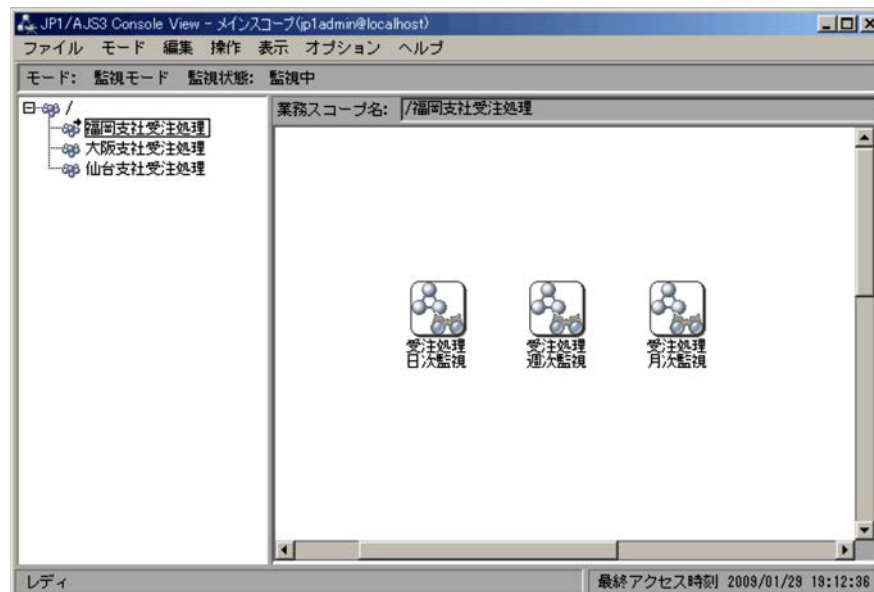 JP1/AJS3 Console View - メインスコープ(jp1admin@localhost)
ファイル モード 編集 操作 表示 オプション ヘルプ
モード: 監視モード 監視状態: 監視中
/
福岡支社受注処理
大阪支社受注処理
仙台支社受注処理
業務スコープ名: /福岡支社受注処理
受注処理
日次監視
受注処理
週次監視
受注処理
月次監視
レディ
最終アクセス時刻 2009/01/29 19:12:36